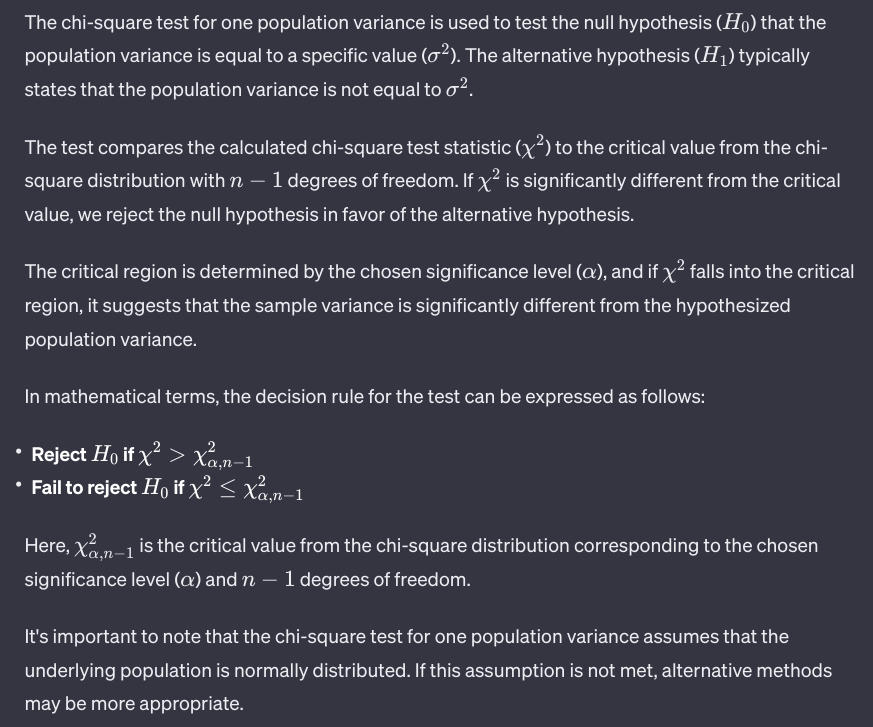 The chi-square test for one population variance is used to test the null hypothesis (H₀) that the
population variance is equal to a specific value (σ²). The alternative hypothesis (H₁) typically
states that the population variance is not equal to σ².
The test compares the calculated chi-square test statistic (χ²) to the critical value from the chi-
square distribution with n − 1 degrees of freedom. If χ² is significantly different from the critical
value, we reject the null hypothesis in favor of the alternative hypothesis.
The critical region is determined by the chosen significance level (α), and if χ² falls into the critical
region, it suggests that the sample variance is significantly different from the hypothesized
population variance.
In mathematical terms, the decision rule for the test can be expressed as follows:
• Reject H₀ if χ² > χ²_{α,n−1}
• Fail to reject H₀ if χ² ≤ χ²_{α,n−1}
Here, χ²_{α,n−1} is the critical value from the chi-square distribution corresponding to the chosen
significance level (α) and n − 1 degrees of freedom.
It's important to note that the chi-square test for one population variance assumes that the
underlying population is normally distributed. If this assumption is not met, alternative methods
may be more appropriate.